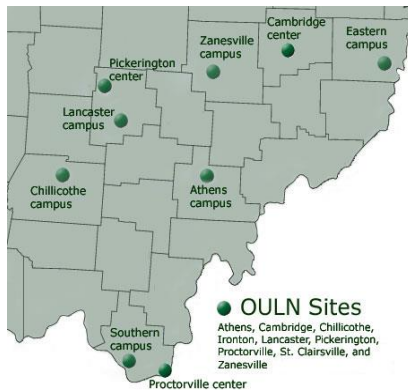 Cambridge
center
Eastern
campus
Zanesville
campus
Pickerington
center
Lancaster
campus
Chillicothe
campus
Athens
campus
OULN Sites
Athens, Cambridge, Chillicothe,
Ironton, Lancaster, Pickerington,
Proctorville, St. Clairsville, and
Zanesville
Southern
campus
Proctorville center